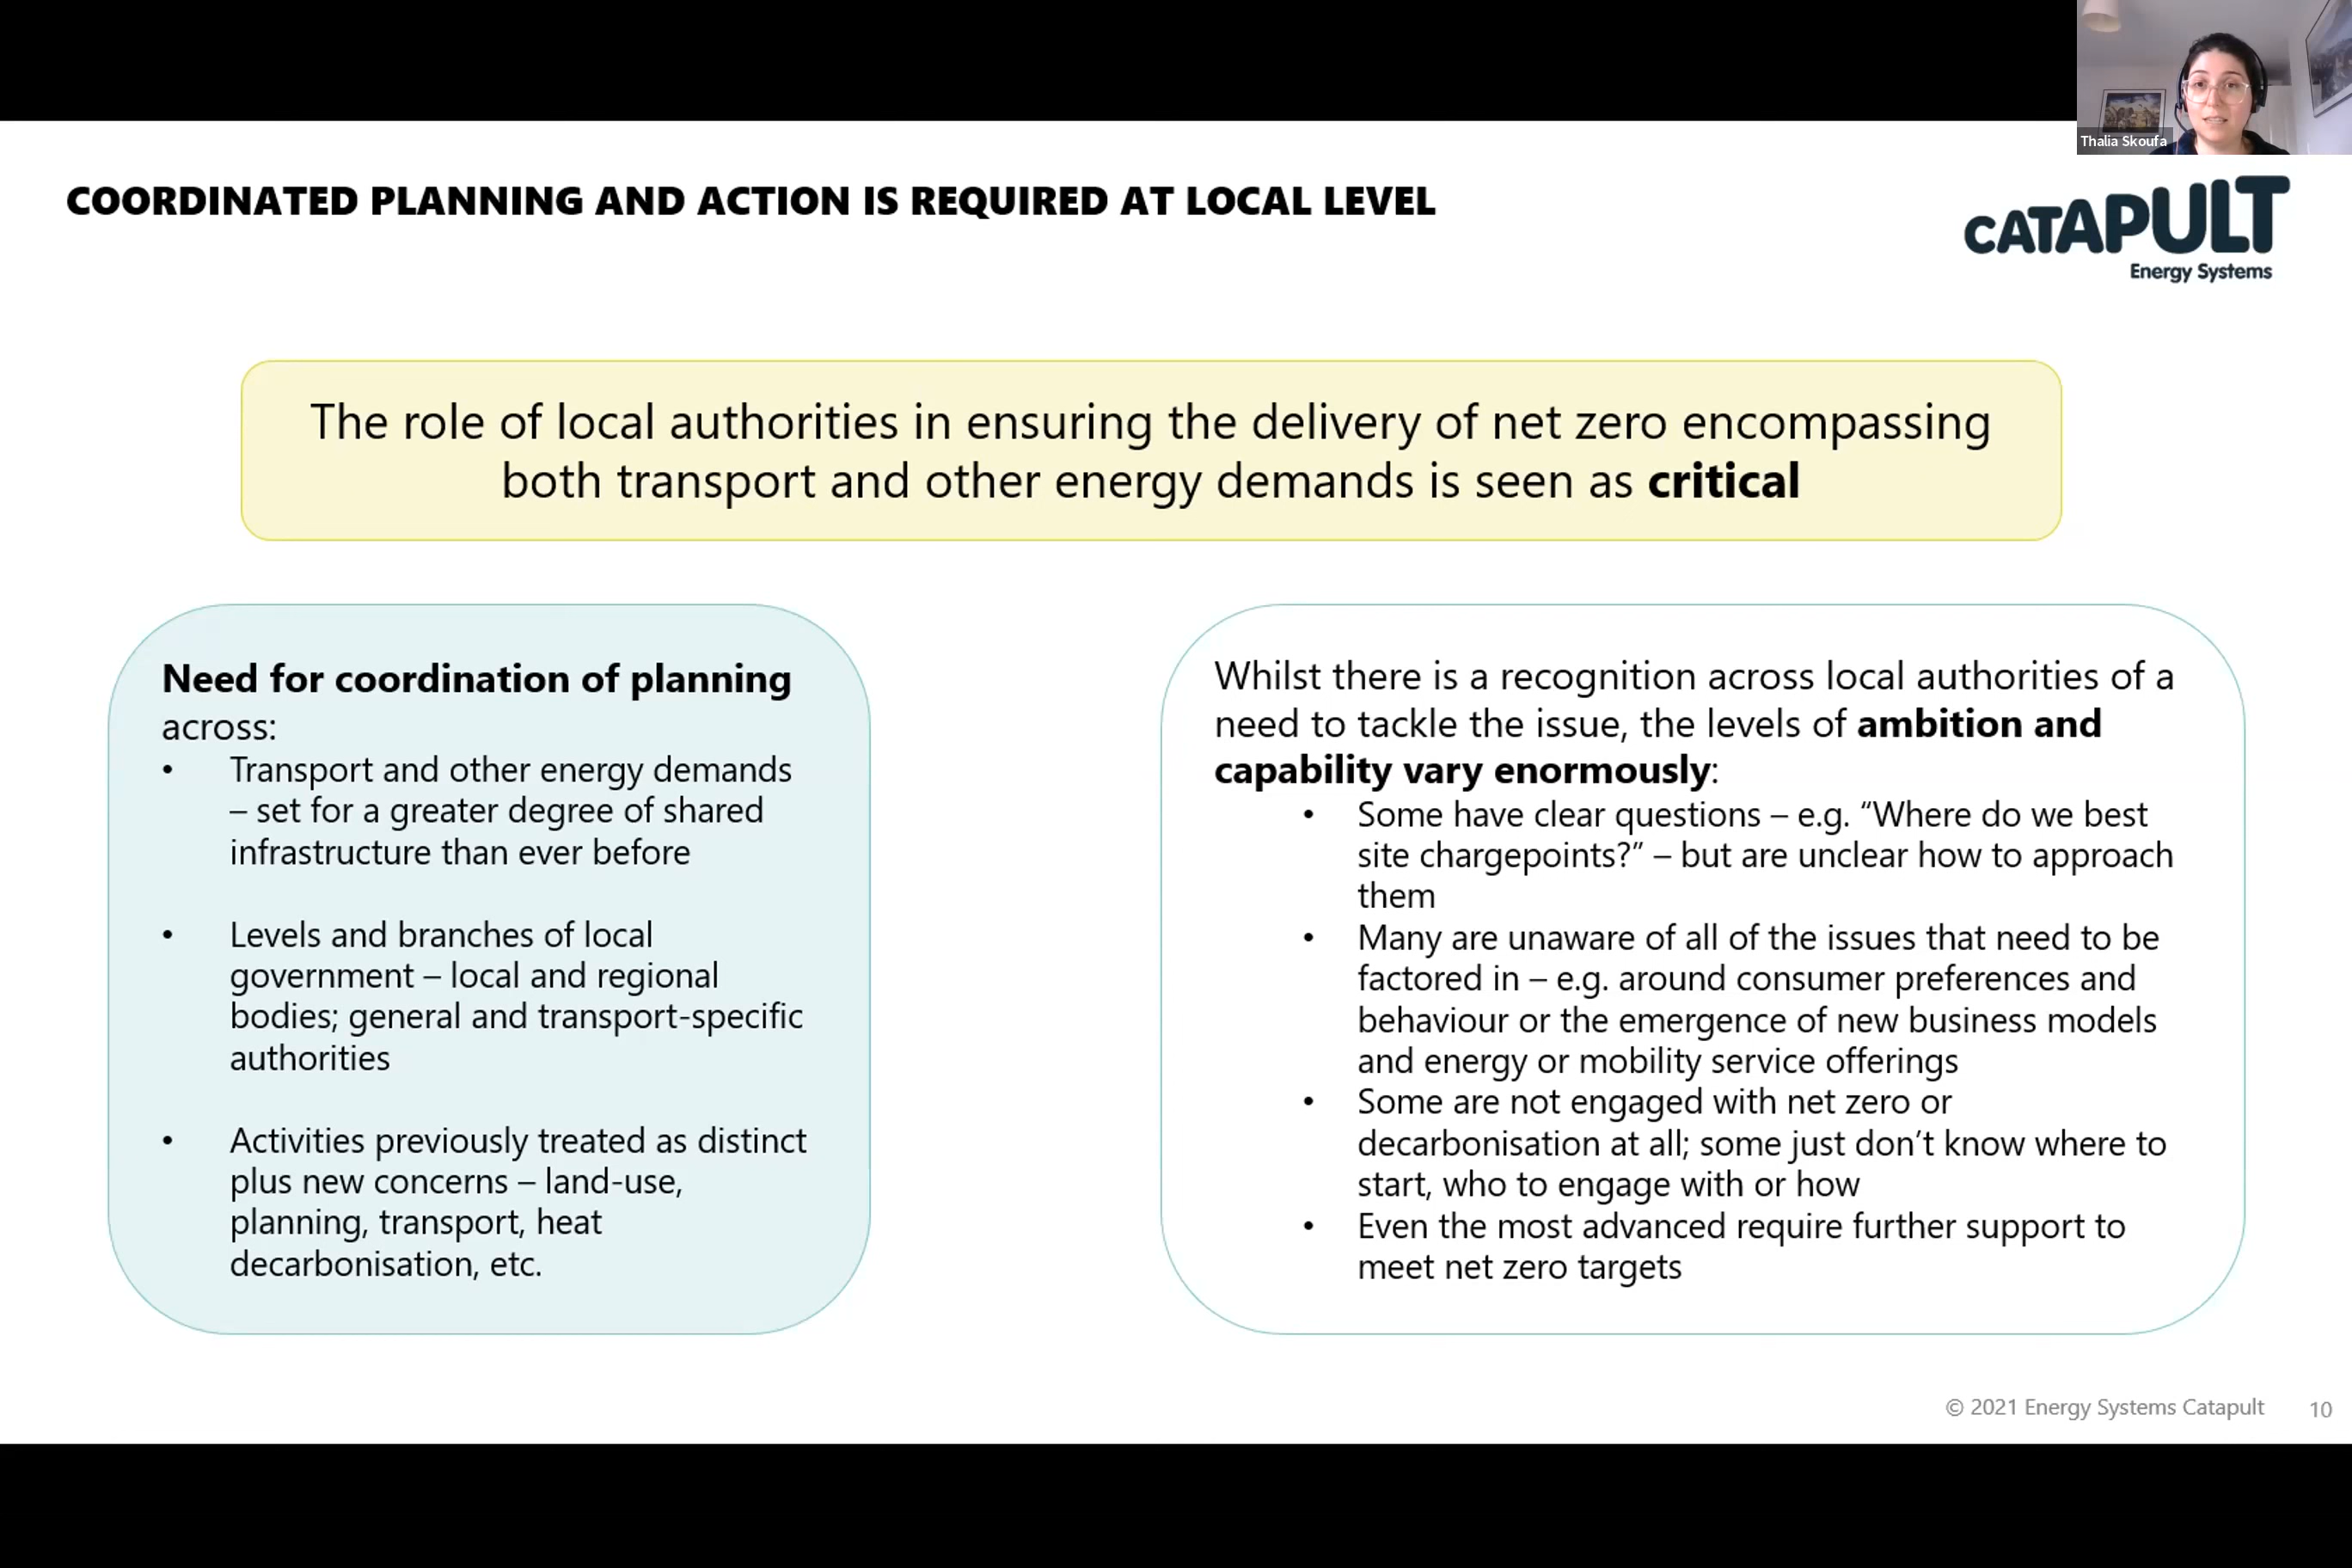 Thalia Skoufa
COORDINATED PLANNING AND ACTION IS REQUIRED AT LOCAL LEVEL
CATAPULT
Energy Systems
The role of local authorities in ensuring the delivery of net zero encompassing
both transport and other energy demands is seen as critical
Need for coordination of planning
across:
• Transport and other energy demands
– set for a greater degree of shared
infrastructure than ever before
• Levels and branches of local
government – local and regional
bodies; general and transport-specific
authorities
• Activities previously treated as distinct
plus new concerns – land-use,
planning, transport, heat
decarbonisation, etc.
Whilst there is a recognition across local authorities of a
need to tackle the issue, the levels of ambition and
capability vary enormously:
• Some have clear questions – e.g. “Where do we best
site chargepoints?” – but are unclear how to approach
them
• Many are unaware of all of the issues that need to be
factored in – e.g. around consumer preferences and
behaviour or the emergence of new business models
and energy or mobility service offerings
• Some are not engaged with net zero or
decarbonisation at all; some just don’t know where to
start, who to engage with or how
• Even the most advanced require further support to
meet net zero targets
© 2021 Energy Systems Catapult 10